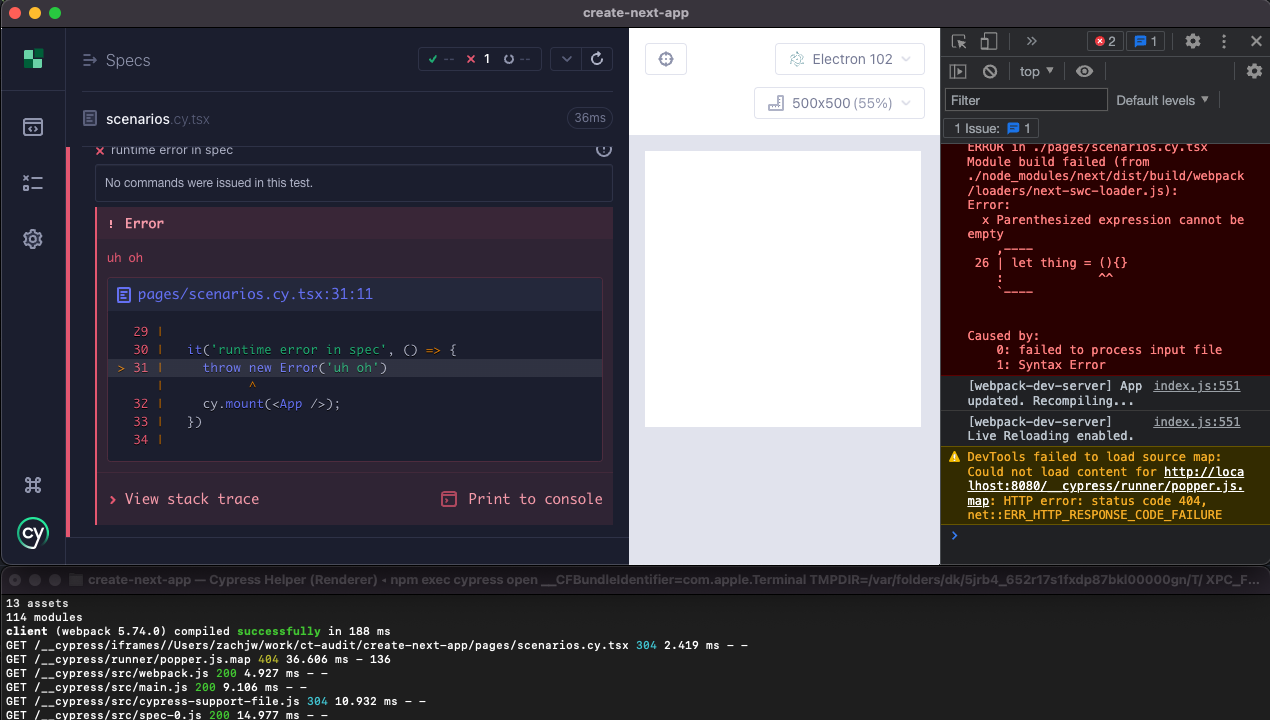 create-next-app
Specs
-- 1 --
scenarios.cy.tsx
36ms
runtime error in spec
No commands were issued in this test.
! Error
uh oh
pages/scenarios.cy.tsx:31:11
29 |
30 | it('runtime error in spec', () => {
> 31 | throw new Error('uh oh')
| ^
32 | cy.mount(<App />);
33 | })
34 |
> View stack trace
Print to console
cy
Electron 102
500x500 (55%)
2
1
top
Filter
Default levels
1 Issue: 1
ERROR in ./pages/scenarios.cy.tsx
Module build failed (from
./node_modules/next/dist/build/webpack
/loaders/next-swc-loader.js):
Error:
x Parenthesized expression cannot be
empty
,----
26 | let thing = (){}
: ^^
`----
Caused by:
0: failed to process input file
1: Syntax Error
[webpack-dev-server] App index.js:551
updated. Recompiling...
[webpack-dev-server] index.js:551
Live Reloading enabled.
DevTools failed to load source map:
Could not load content for http://loca
lhost:8080/__cypress/runner/popper.js.
map: HTTP error: status code 404,
net::ERR_HTTP_RESPONSE_CODE_FAILURE
>
create-next-app — Cypress Helper (Renderer) ◂ npm exec cypress open __CFBundleIdentifier=com.apple.Terminal TMPDIR=/var/folders/dk/5jrb4_652r17s1fxdp87bkl00000gn/T/ XPC_F...
13 assets
114 modules
client (webpack 5.74.0) compiled successfully in 188 ms
GET /__cypress/iframes//Users/zachjw/work/ct-audit/create-next-app/pages/scenarios.cy.tsx 304 2.419 ms - -
GET /__cypress/runner/popper.js.map 404 36.606 ms - 136
GET /__cypress/src/webpack.js 200 4.927 ms - -
GET /__cypress/src/main.js 200 9.106 ms - -
GET /__cypress/src/cypress-support-file.js 304 10.932 ms - -
GET /__cypress/src/spec-0.js 200 14.977 ms - -